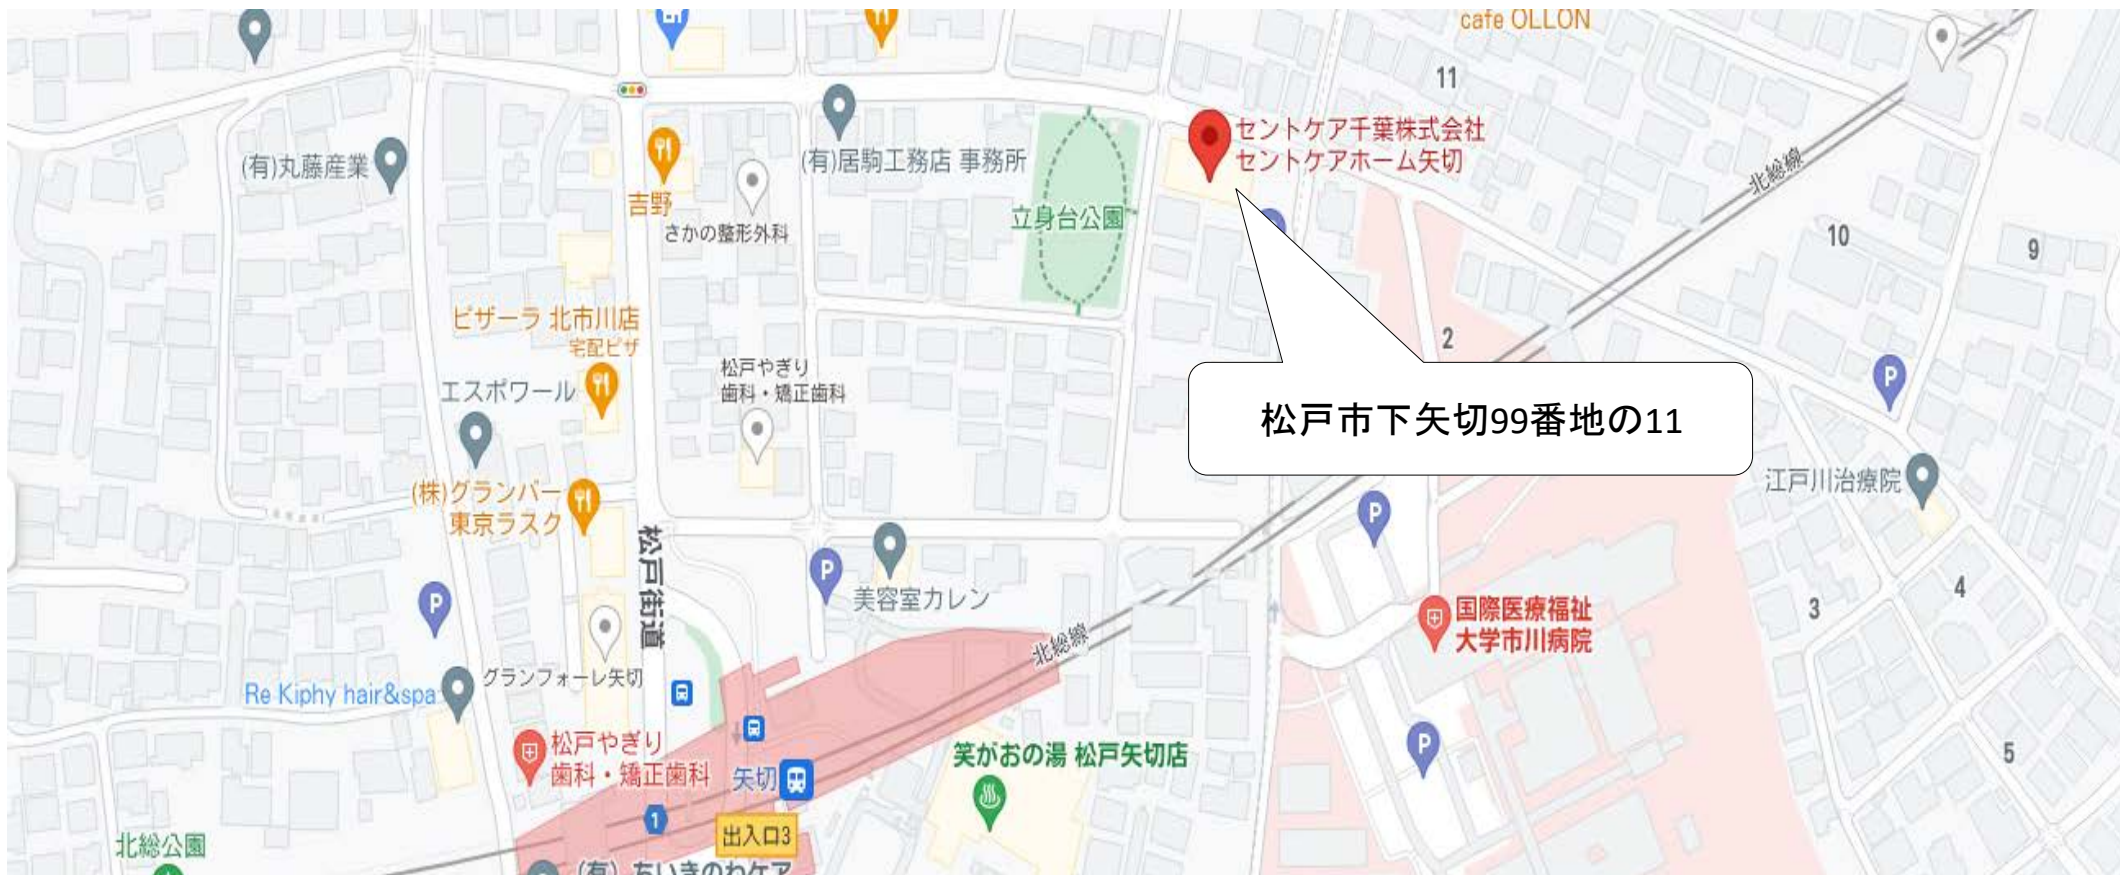 cafe OLLON
11
セントケア千葉株式会社
セントケアホーム矢切
(有)丸藤産業
(有)居駒工務店 事務所
吉野
さかの整形外科
立身台公園
北総線
10
9
ピザーラ 北市川店
宅配ピザ
2
松戸やぎり
歯科・矯正歯科
エスポワール
P
松戸市下矢切99番地の11
(株)グランバー
東京ラスク
江戸川治療院
P
松戸街道
P
美容室カレン
P
国際医療福祉
大学市川病院
3
4
北総線
グランフォーレ矢切
Re Kiphy hair&spa
松戸やぎり
歯科・矯正歯科
矢切
笑がおの湯 松戸矢切店
P
5
1
出入口3
北総公園
(有) ちいきのわケア